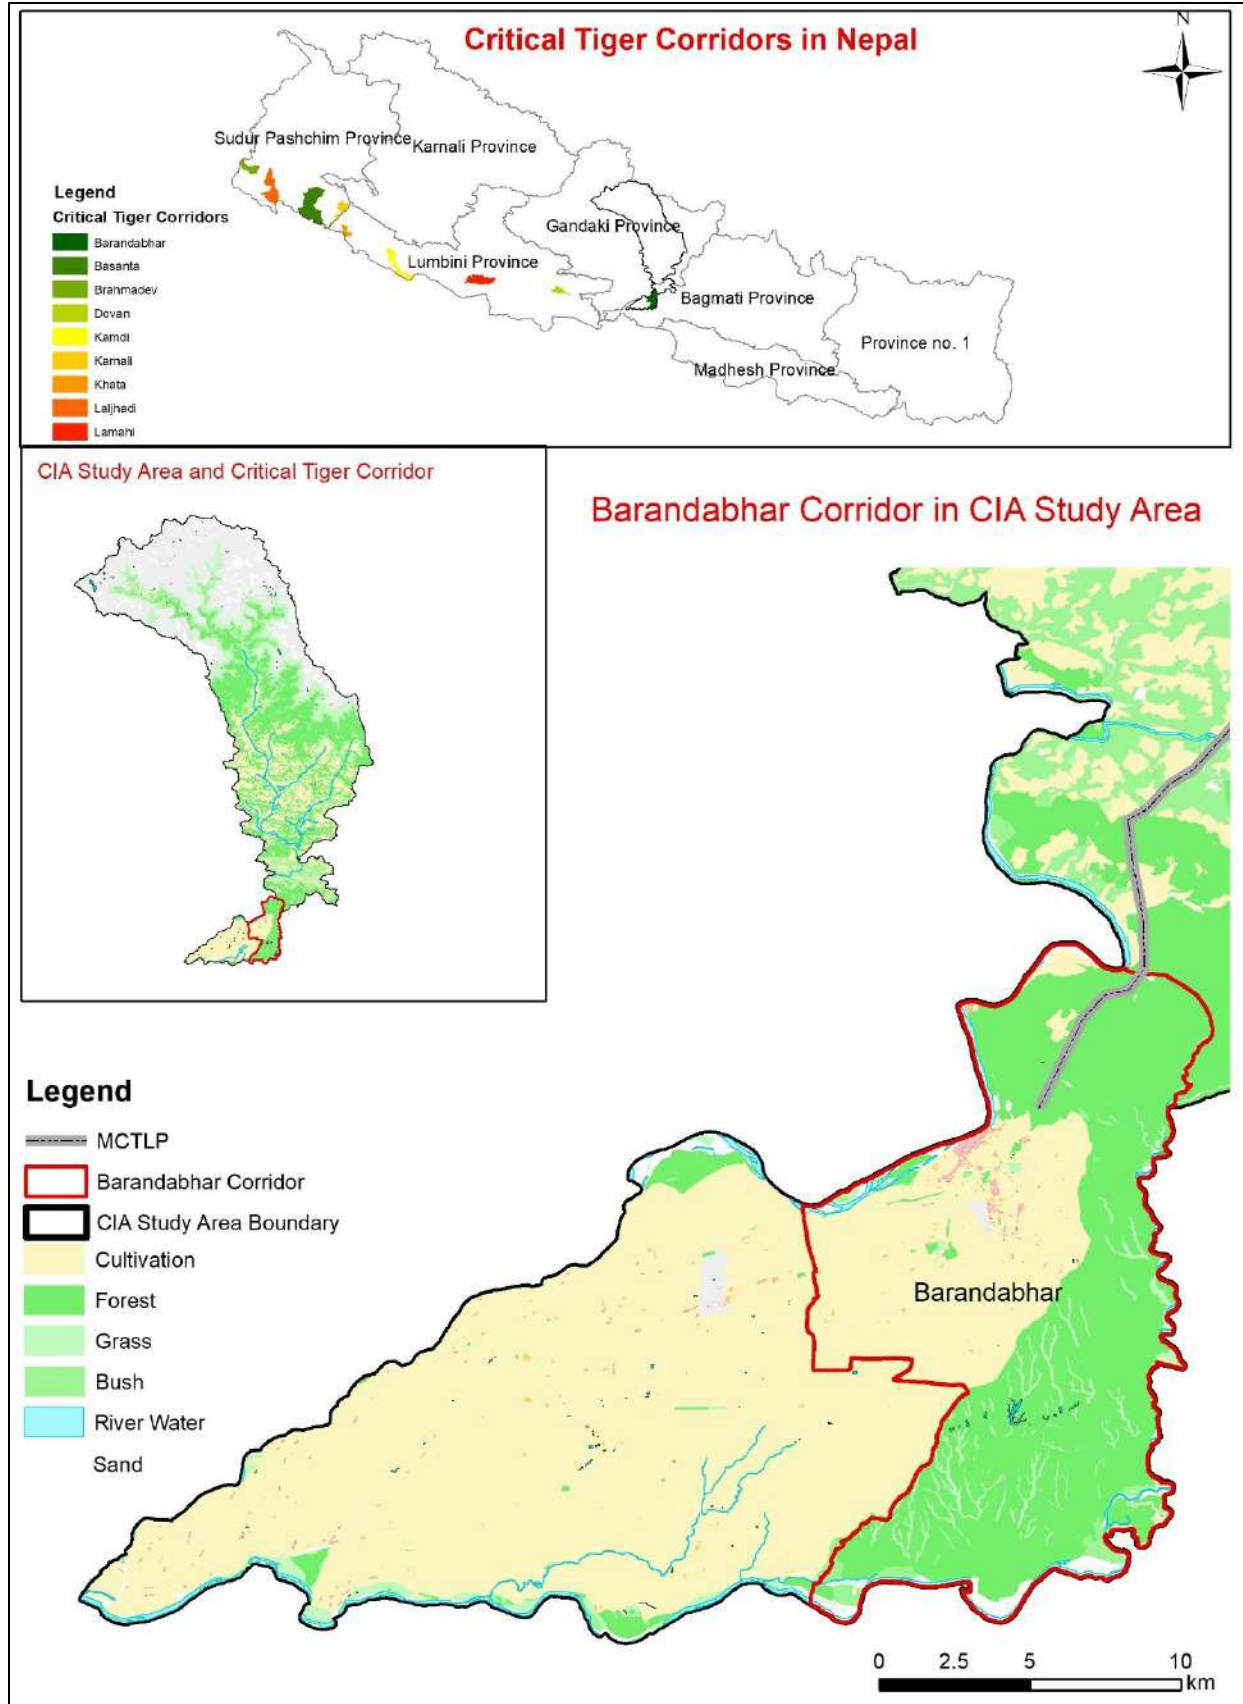 Critical Tiger Corridors in Nepal
N
Sudur Pashchim Province
Karnali Province
Gandaki Province
Lumbini Province
Bagmati Province
Province no. 1
Madhesh Province
Legend
Critical Tiger Corridors
Barandabhar
Basanta
Brahmadev
Dovan
Kamdi
Karnali
Khata
Laljhadi
Lamahi
CIA Study Area and Critical Tiger Corridor
Barandabhar Corridor in CIA Study Area
Barandabhar
Legend
MCTLP
Barandabhar Corridor
CIA Study Area Boundary
Cultivation
Forest
Grass
Bush
River Water
Sand
0 2.5 5 10
km